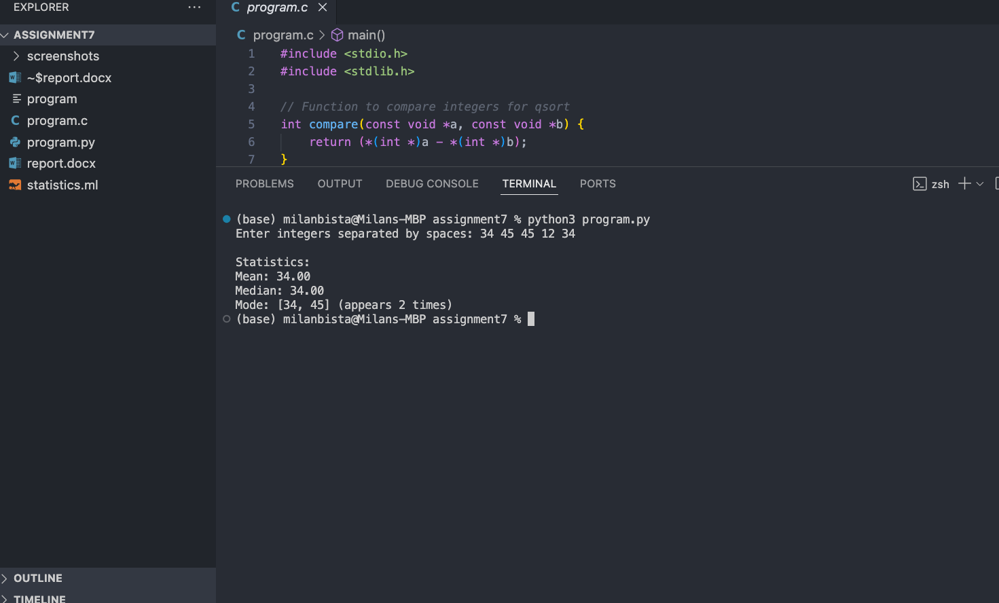 EXPLORER ···
ASSIGNMENT7
screenshots
~$report.docx
program
C program.c
program.py
report.docx
statistics.ml
OUTLINE
TIMELINE
C program.c
C program.c > main()
1 #include <stdio.h>
2 #include <stdlib.h>
3
4 // Function to compare integers for qsort
5 int compare(const void *a, const void *b) {
6 return (*(int *)a - *(int *)b);
7 }
PROBLEMS OUTPUT DEBUG CONSOLE TERMINAL PORTS zsh
(base) milanbista@Milans-MBP assignment7 % python3 program.py
Enter integers separated by spaces: 34 45 45 12 34
Statistics:
Mean: 34.00
Median: 34.00
Mode: [34, 45] (appears 2 times)
(base) milanbista@Milans-MBP assignment7 %